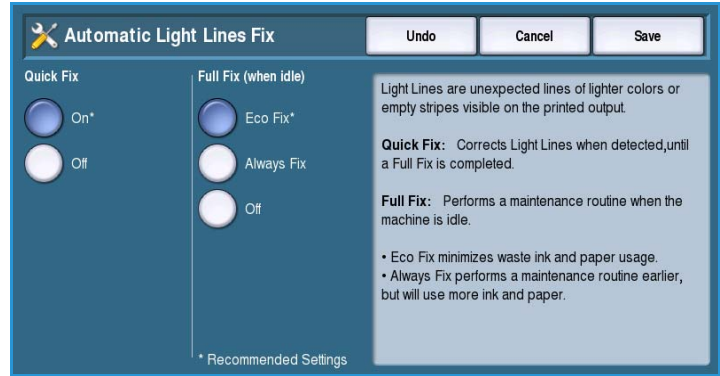 Automatic Light Lines Fix
Undo
Cancel
Save
Quick Fix
On*
Off
Full Fix (when idle)
Eco Fix*
Always Fix
Off
* Recommended Settings
Light Lines are unexpected lines of lighter colors or
empty stripes visible on the printed output.
Quick Fix: Corrects Light Lines when detected,until
a Full Fix is completed.
Full Fix: Performs a maintenance routine when the
machine is idle.
• Eco Fix minimizes waste ink and paper usage.
• Always Fix performs a maintenance routine earlier,
but will use more ink and paper.